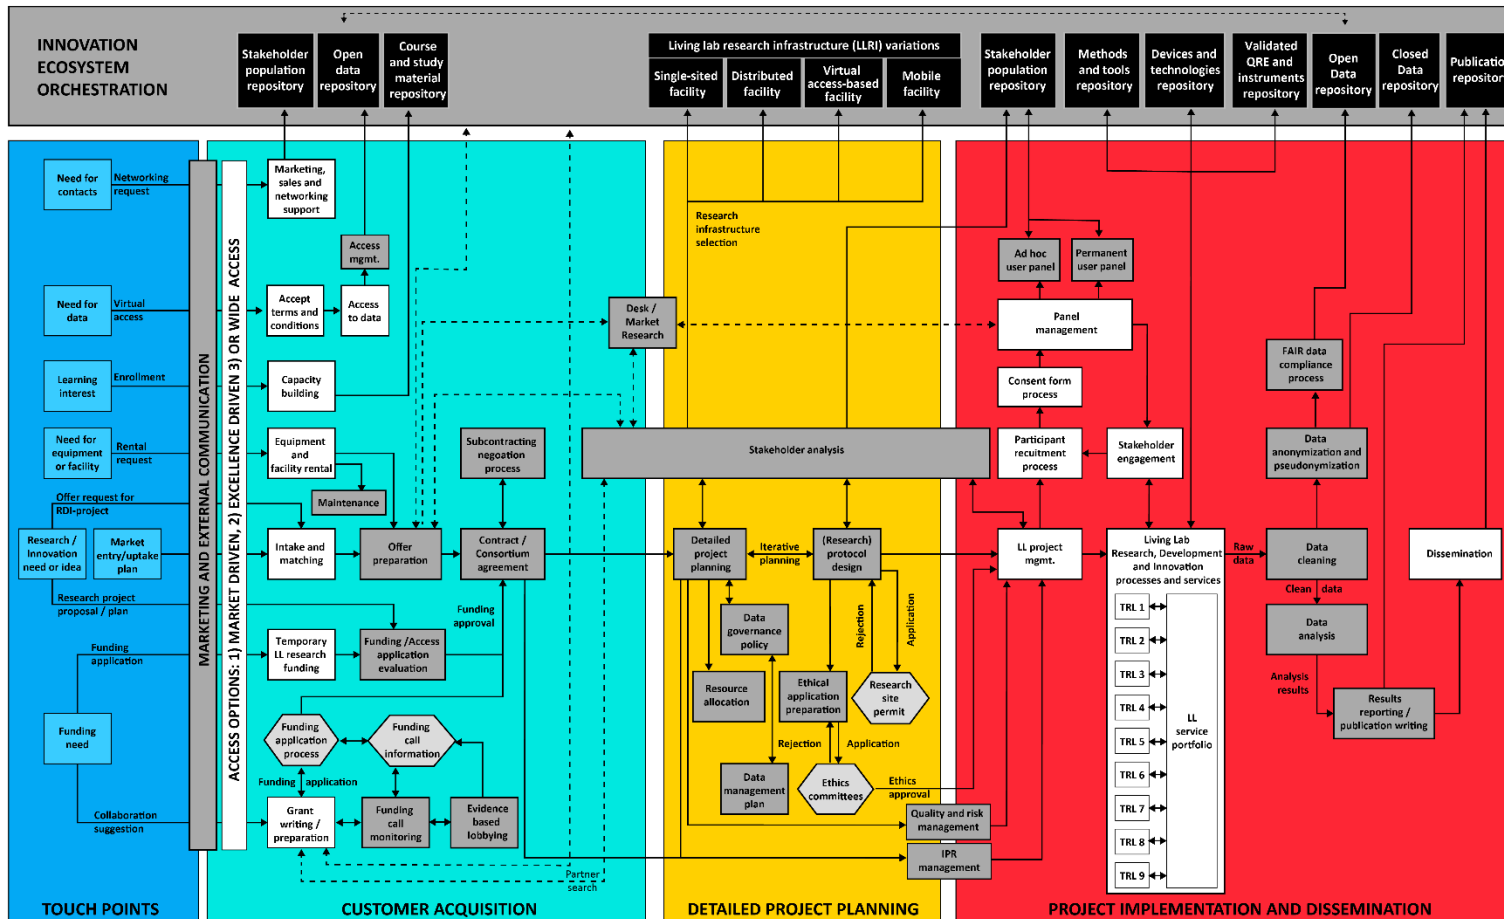 INNOVATION
ECOSYSTEM
ORCHESTRATION
Stakeholder
population
repository
Open
data
repository
Course
and study
material
repository
Living lab research infrastructure (LLRI) variations
Single-sited
facility
Distributed
facility
Virtual
access-based
facility
Mobile
facility
Stakeholder
population
repository
Methods
and tools
repository
Devices and
technologies
repository
Validated
QRE and
instruments
repository
Open
Data
repository
Closed
Data
repository
Publication
repository
Need for
contacts
Networking
request
Need for
data
Virtual
access
Learning
interest
Enrollment
Need for
equipment
or facility
Rental
request
Offer request for
RDI-project
Research /
Innovation
need or idea
Market
entry/uptake
plan
Research project
proposal / plan
Funding
application
Funding
need
Collaboration
suggestion
TOUCH POINTS
MARKETING AND EXTERNAL COMMUNICATION
ACCESS OPTIONS: 1) MARKET DRIVEN, 2) EXCELLENCE DRIVEN 3) OR WIDE ACCESS
Marketing,
sales and
networking
support
Access
mgmt.
Accept
terms and
conditions
Access
to data
Capacity
building
Equipment
and
facility rental
Maintenance
Subcontracting
negoation
process
Intake and
matching
Offer
preparation
Contract /
Consortium
agreement
Funding
approval
Temporary
LL research
funding
Funding /Access
application
evaluation
Funding
application
process
Funding
call
information
Funding application
Grant
writing /
preparation
Funding
call
monitoring
Evidence
based
lobbying
Partner
search
CUSTOMER ACQUISITION
Desk /
Market
Research
Stakeholder analysis
Research
infrastructure
selection
Detailed
project
planning
Iterative
planning
(Research)
protocol
design
Data
governance
policy
Rejection
Application
Resource
allocation
Ethical
application
preparation
Research
site
permit
Rejection
Application
Data
management
plan
Ethics
committees
Ethics
approval
Quality and risk
management
IPR
management
DETAILED PROJECT PLANNING
Ad hoc
user panel
Permanent
user panel
Panel
management
Consent form
process
Participant
recuitment
process
Stakeholder
engagement
LL project
mgmt.
Living Lab
Research, Development
and Innovation
processes and services
TRL 1
TRL 2
TRL 3
TRL 4
TRL 5
TRL 6
TRL 7
TRL 8
TRL 9
LL
service
portfolio
Raw
data
FAIR data
compliance
process
Data
anonymization and
pseudonymization
Data
cleaning
Clean data
Data
analysis
Analysis
results
Results
reporting /
publication writing
Dissemination
PROJECT IMPLEMENTATION AND DISSEMINATION